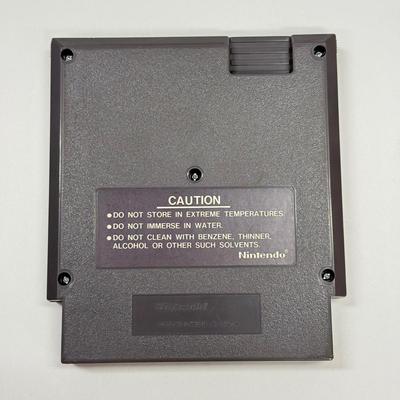 CAUTION
●DO NOT STORE IN EXTREME TEMPERATURES.
●DO NOT IMMERSE IN WATER.
●DO NOT CLEAN WITH BENZENE, THINNER,
ALCOHOL OR OTHER SUCH SOLVENTS.
Nintendo®
Nintendo